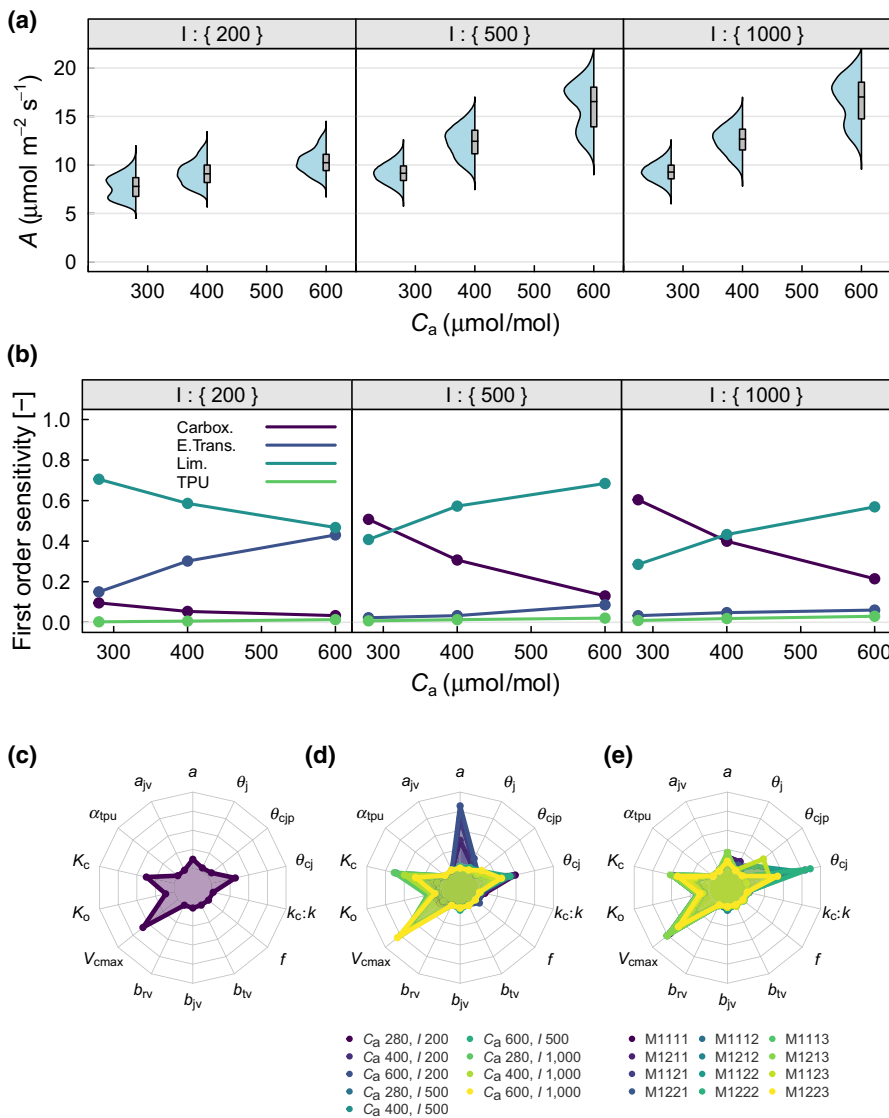 (a)
I : { 200 } I : { 500 } I : { 1000 }
20
15
10
5
0
A (μmol m−2 s−1)
300 400 500 600 300 400 500 600 300 400 500 600
Ca (μmol/mol)
(b)
I : { 200 } I : { 500 } I : { 1000 }
1.0
0.8
0.6
0.4
0.2
0.0
First order sensitivity [−]
Carbox.
E.Trans.
Lim.
TPU
300 400 500 600 300 400 500 600 300 400 500 600
Ca (μmol/mol)
(c) (d) (e)
a θj θcjp θcj kc:k f btv bjv brv Vcmax Ko Kc αtpu ajv
a θj θcjp θcj kc:k f btv bjv brv Vcmax Ko Kc αtpu ajv
a θj θcjp θcj kc:k f btv bjv brv Vcmax Ko Kc αtpu ajv
Ca 280, I 200 Ca 600, I 500 M1111 M1112 M1113
Ca 400, I 200 Ca 280, I 1,000 M1211 M1212 M1213
Ca 600, I 200 Ca 400, I 1,000 M1121 M1122 M1123
Ca 280, I 500 Ca 600, I 1,000 M1221 M1222 M1223
Ca 400, I 500